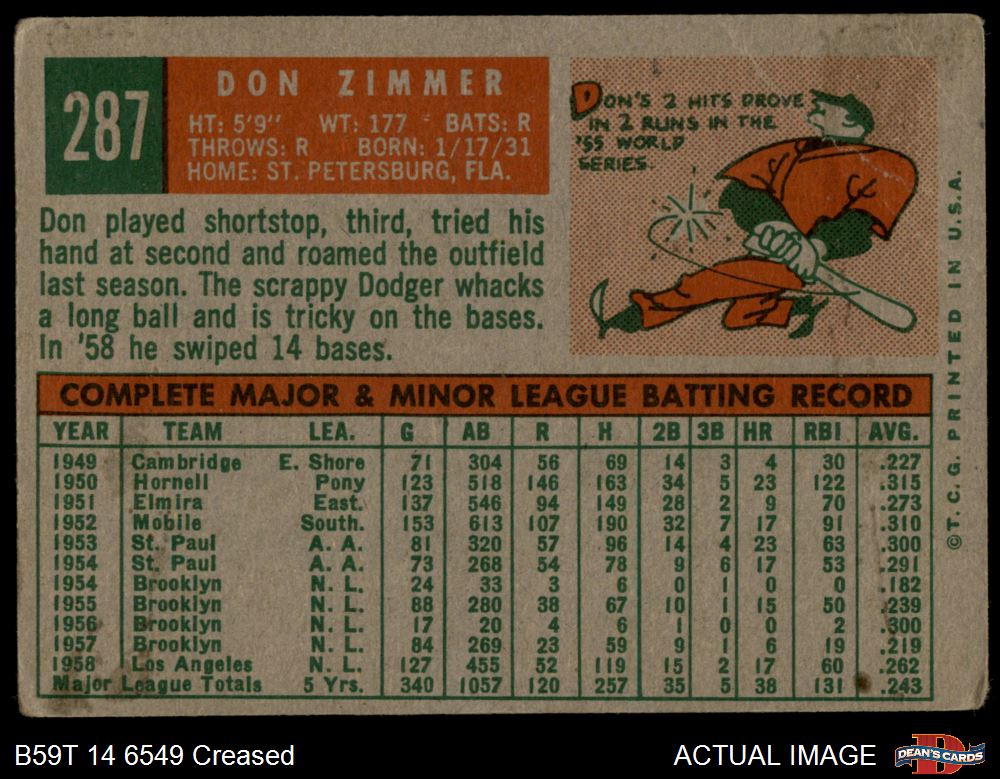 287
DON ZIMMER
HT: 5'9" WT: 177 BATS: R
THROWS: R BORN: 1/17/31
HOME: ST. PETERSBURG, FLA.
DON'S 2 HITS DROVE
IN 2 RUNS IN THE
'55 WORLD
SERIES.
Don played shortstop, third, tried his
hand at second and roamed the outfield
last season. The scrappy Dodger whacks
a long ball and is tricky on the bases.
In '58 he swiped 14 bases.
COMPLETE MAJOR & MINOR LEAGUE BATTING RECORD
YEAR TEAM LEA. G AB R H 2B 3B HR RBI AVG.
1949 Cambridge E. Shore 71 304 56 69 14 3 4 30 .227
1950 Hornell Pony 123 518 146 163 34 5 23 122 .315
1951 Elmira East. 137 546 94 149 28 2 9 70 .273
1952 Mobile South. 153 613 107 190 32 7 17 91 .310
1953 St. Paul A. A. 81 320 57 96 14 4 23 63 .300
1954 St. Paul A. A. 73 268 54 78 9 6 17 53 .291
1954 Brooklyn N. L. 24 33 3 6 0 1 0 0 .182
1955 Brooklyn N. L. 88 280 38 67 10 1 15 50 .239
1956 Brooklyn N. L. 17 20 4 6 1 0 0 2 .300
1957 Brooklyn N. L. 84 269 23 59 9 1 6 19 .219
1958 Los Angeles N. L. 127 455 52 119 15 2 17 60 .262
Major League Totals 5 Yrs. 340 1057 120 257 35 5 38 131 .243
©T. C. G. PRINTED IN U.S.A.
B59T 14 6549 Creased
ACTUAL IMAGE
DEAN'S CARDS